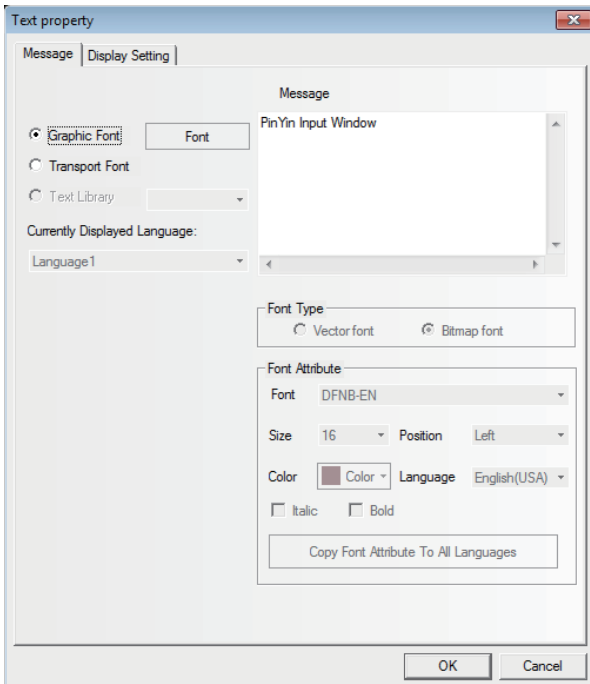 Text property
Message Display Setting
Message
Graphic Font Font
PinYin Input Window
Transport Font
Text Library
Currently Displayed Language:
Language1
Font Type
Vector font Bitmap font
Font Attribute
Font DFNB-EN
Size 16 Position Left
Color Color Language English(USA)
Italic Bold
Copy Font Attribute To All Languages
OK Cancel